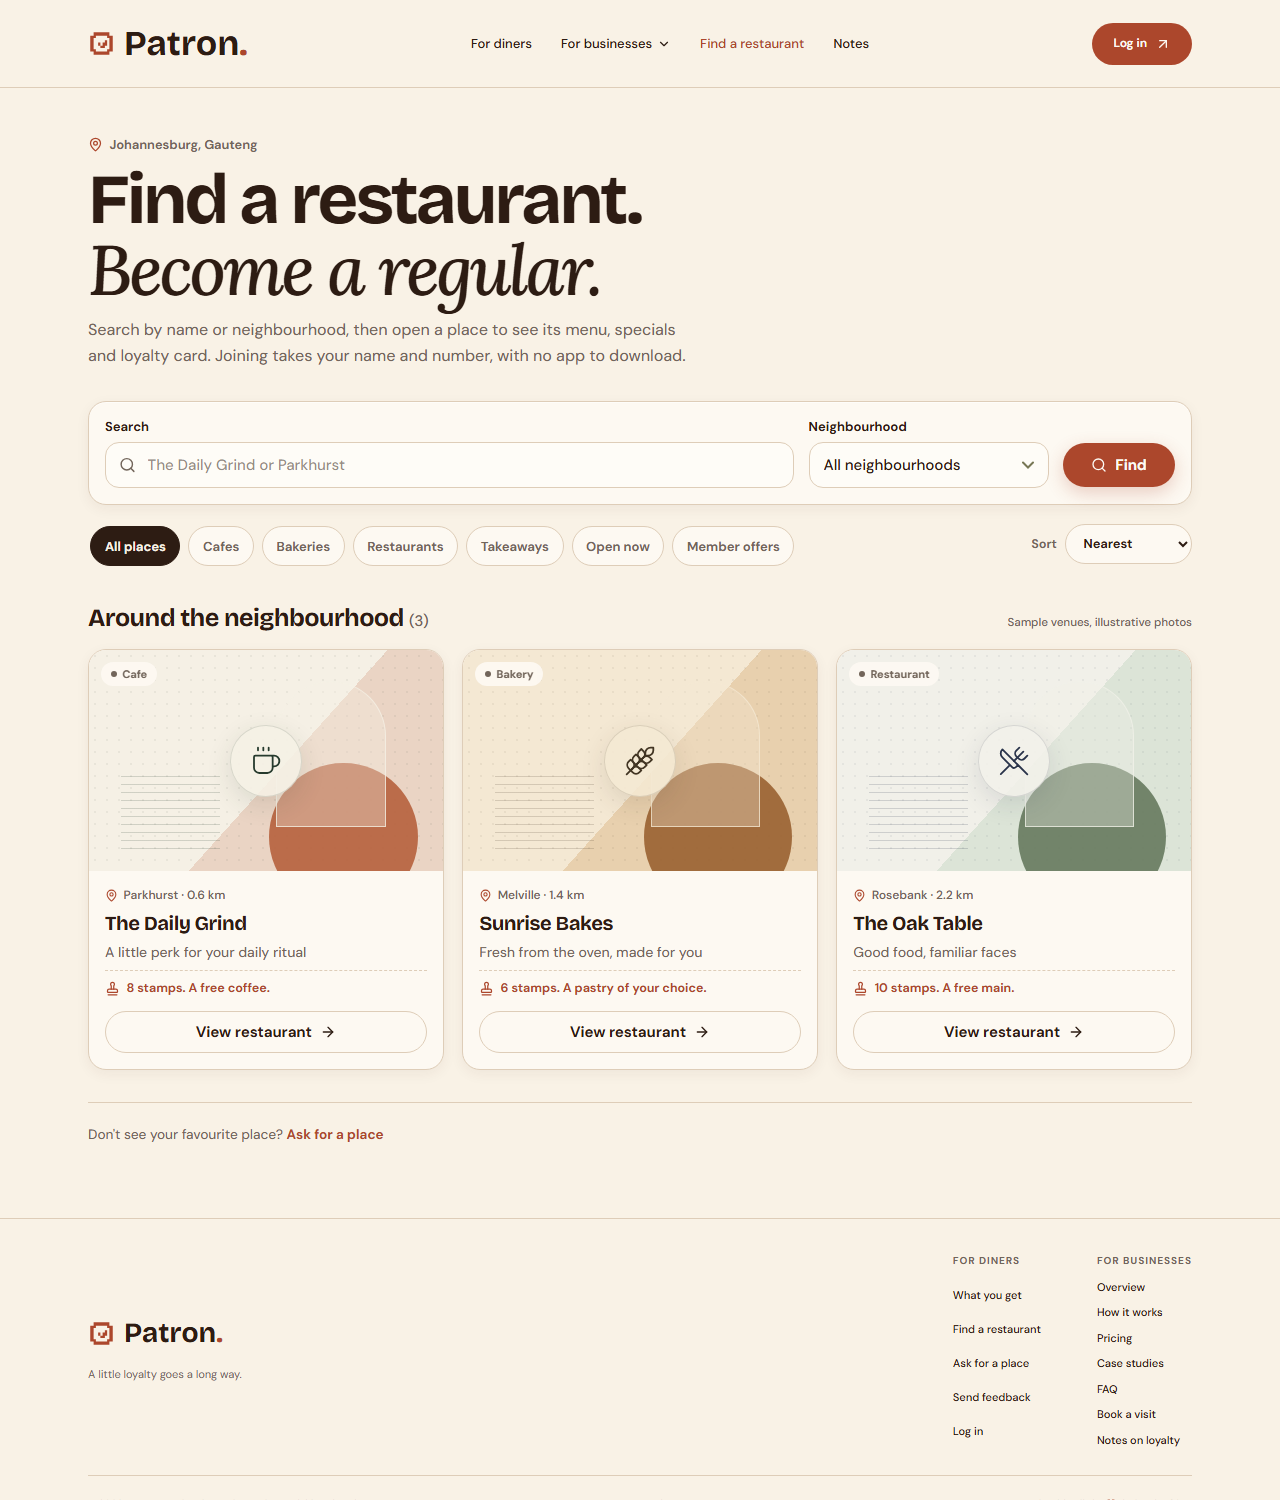 Patron.
For diners
For businesses
Find a restaurant
Notes
Log in
Johannesburg, Gauteng
Find a restaurant.
Become a regular.
Search by name or neighbourhood, then open a place to see its menu, specials
and loyalty card. Joining takes your name and number, with no app to download.
Search
Neighbourhood
The Daily Grind or Parkhurst
All neighbourhoods
Find
All places
Cafes
Bakeries
Restaurants
Takeaways
Open now
Member offers
Sort
Nearest
Around the neighbourhood (3)
Sample venues, illustrative photos
Cafe
Parkhurst · 0.6 km
The Daily Grind
A little perk for your daily ritual
8 stamps. A free coffee.
View restaurant
Bakery
Melville · 1.4 km
Sunrise Bakes
Fresh from the oven, made for you
6 stamps. A pastry of your choice.
View restaurant
Restaurant
Rosebank · 2.2 km
The Oak Table
Good food, familiar faces
10 stamps. A free main.
View restaurant
Don't see your favourite place? Ask for a place
Patron.
A little loyalty goes a long way.
FOR DINERS
What you get
Find a restaurant
Ask for a place
Send feedback
Log in
FOR BUSINESSES
Overview
How it works
Pricing
Case studies
FAQ
Book a visit
Notes on loyalty